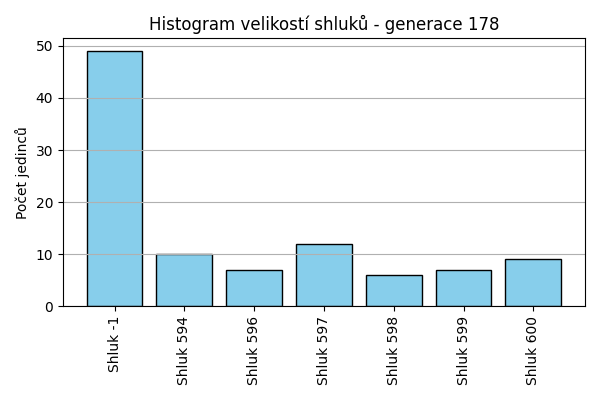 Histogram velikostí shluků - generace 178
Počet jedinců
50
40
30
20
10
0
Shluk -1
Shluk 594
Shluk 596
Shluk 597
Shluk 598
Shluk 599
Shluk 600